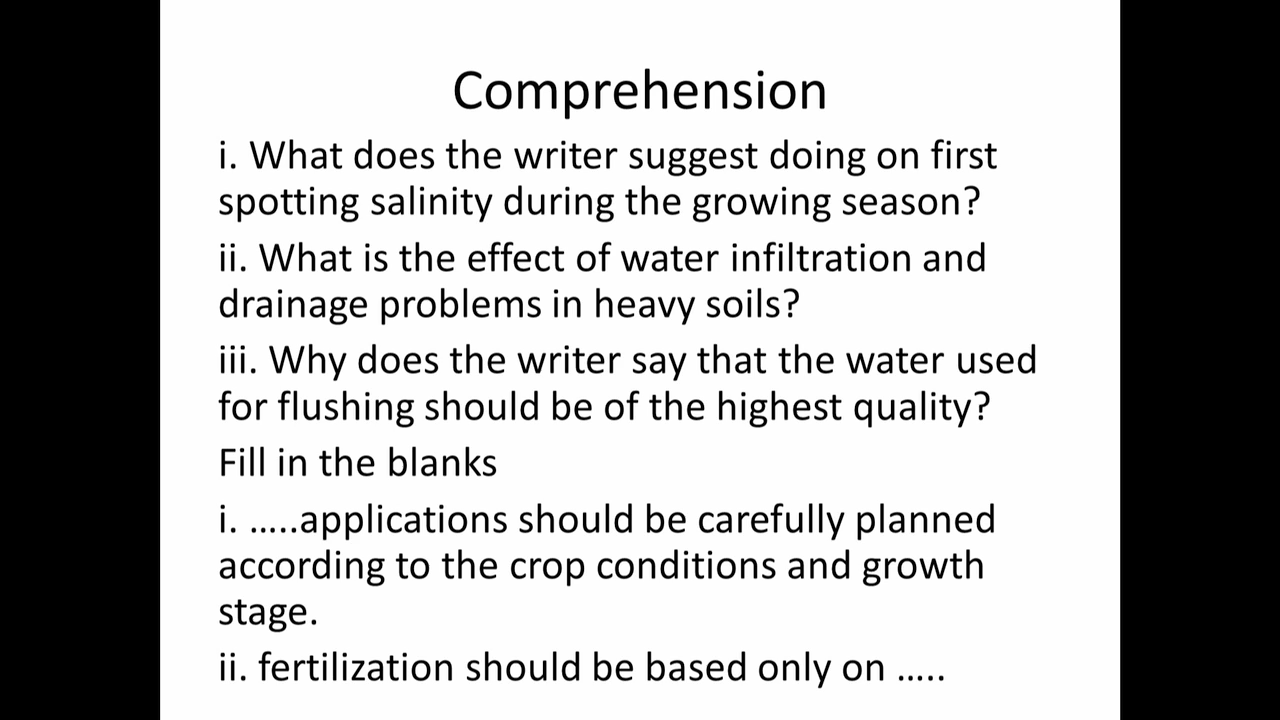 Comprehension
i. What does the writer suggest doing on first
spotting salinity during the growing season?
ii. What is the effect of water infiltration and
drainage problems in heavy soils?
iii. Why does the writer say that the water used
for flushing should be of the highest quality?
Fill in the blanks
i. …..applications should be carefully planned
according to the crop conditions and growth
stage.
ii. fertilization should be based only on …..